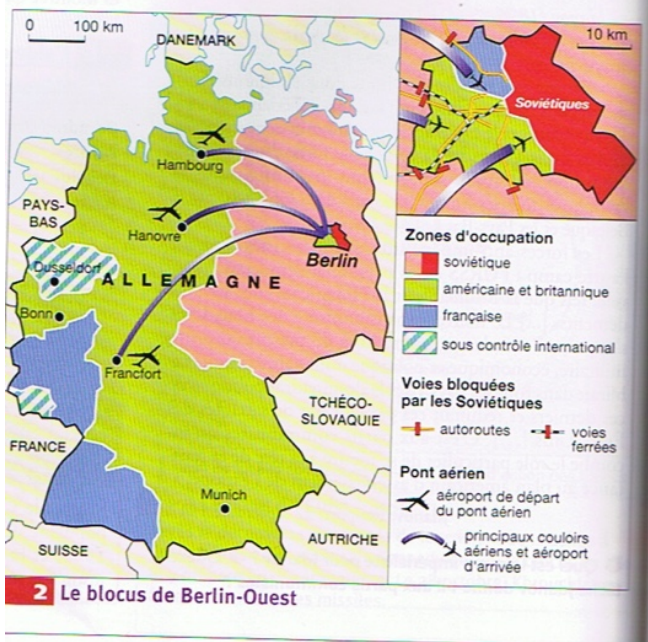 0 100 km
DANEMARK
Hambourg
PAYS-
BAS
Hanovre
Berlin
Dusseldorf
ALLEMAGNE
Bonn
Francfort
TCHÉCO-
SLOVAQUIE
FRANCE
Munich
SUISSE
AUTRICHE
10 km
Soviétiques
Zones d'occupation
soviétique
américaine et britannique
française
sous contrôle international
Voies bloquées
par les Soviétiques
autoroutes
voies
ferrées
Pont aérien
aéroport de départ
du pont aérien
principaux couloirs
aériens et aéroport
d'arrivée
2 Le blocus de Berlin-Ouest